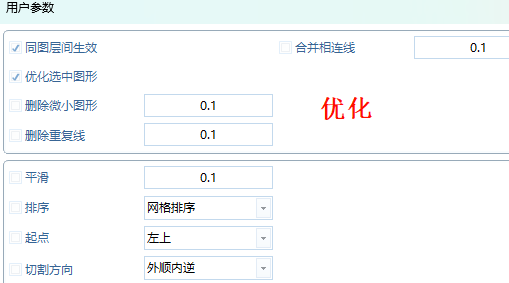 用户参数
同图层间生效 合并相连线 0.1
优化选中图形
删除微小图形 0.1
优化
删除重复线 0.1
平滑 0.1
排序 网格排序
起点 左上
切割方向 外顺内逆